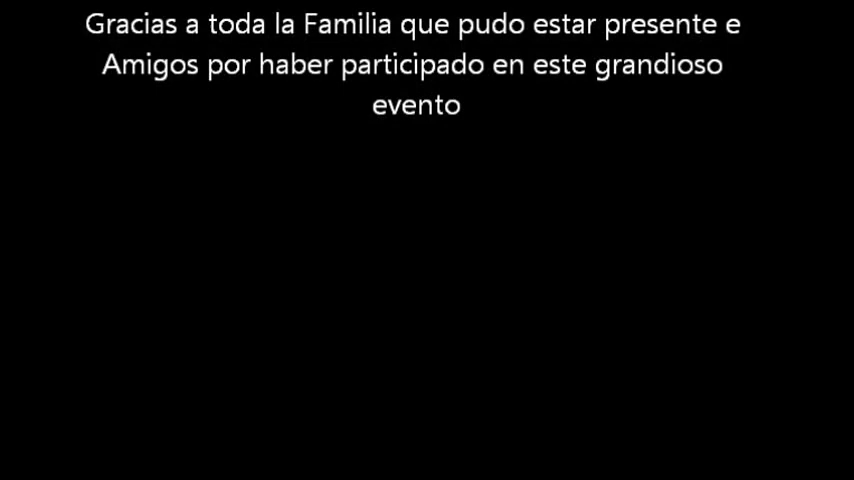 Gracias a toda la Familia que pudo estar presente e
Amigos por haber participado en este grandioso
evento